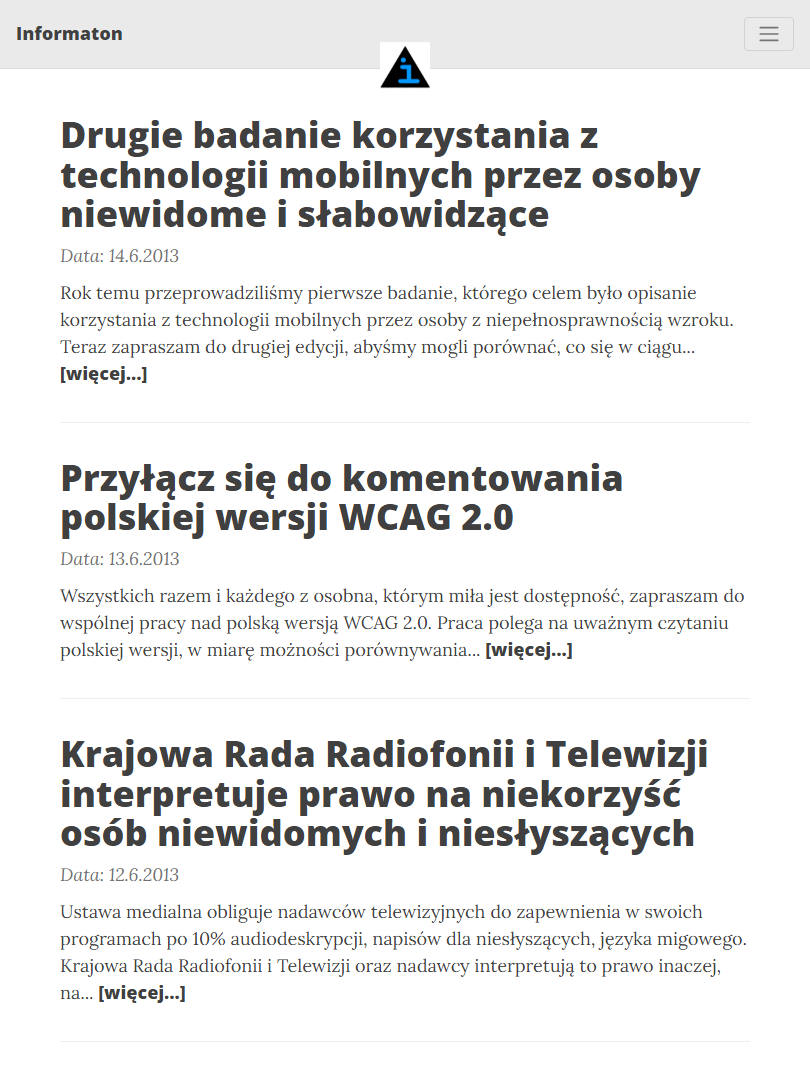 Informaton
i
Drugie badanie korzystania z
technologii mobilnych przez osoby
niewidome i słabowidzące
Data: 14.6.2013
Rok temu przeprowadziliśmy pierwsze badanie, którego celem było opisanie
korzystania z technologii mobilnych przez osoby z niepełnosprawnością wzroku.
Teraz zapraszam do drugiej edycji, abyśmy mogli porównać, co się w ciągu...
[więcej...]
Przyłącz się do komentowania
polskiej wersji WCAG 2.0
Data: 13.6.2013
Wszystkich razem i każdego z osobna, którym miła jest dostępność, zapraszam do
wspólnej pracy nad polską wersją WCAG 2.0. Praca polega na uważnym czytaniu
polskiej wersji, w miarę możności porównywania... [więcej...]
Krajowa Rada Radiofonii i Telewizji
interpretuje prawo na niekorzyść
osób niewidomych i niesłyszących
Data: 12.6.2013
Ustawa medialna obliguje nadawców telewizyjnych do zapewnienia w swoich
programach po 10% audiodeskrypcji, napisów dla niesłyszących, języka migowego.
Krajowa Rada Radiofonii i Telewizji oraz nadawcy interpretują to prawo inaczej,
na... [więcej...]